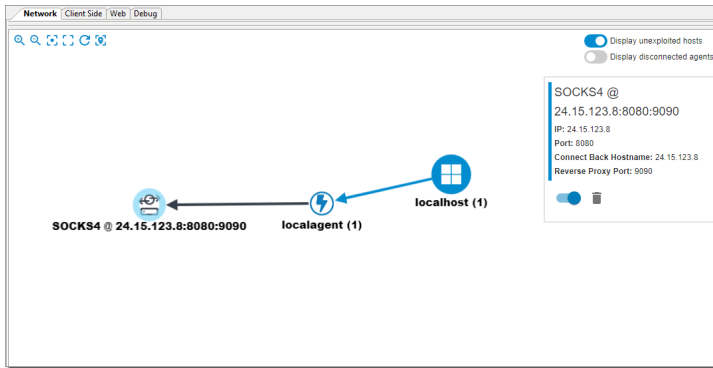 Network Client Side Web Debug
Display unexploited hosts
Display disconnected agents
SOCKS4 @
24.15.123.8:8080:9090
IP: 24.15.123.8
Port: 8080
Connect Back Hostname: 24.15.123.8
Reverse Proxy Port: 9090
localhost (1)
SOCKS4 @ 24.15.123.8:8080:9090 localagent (1)